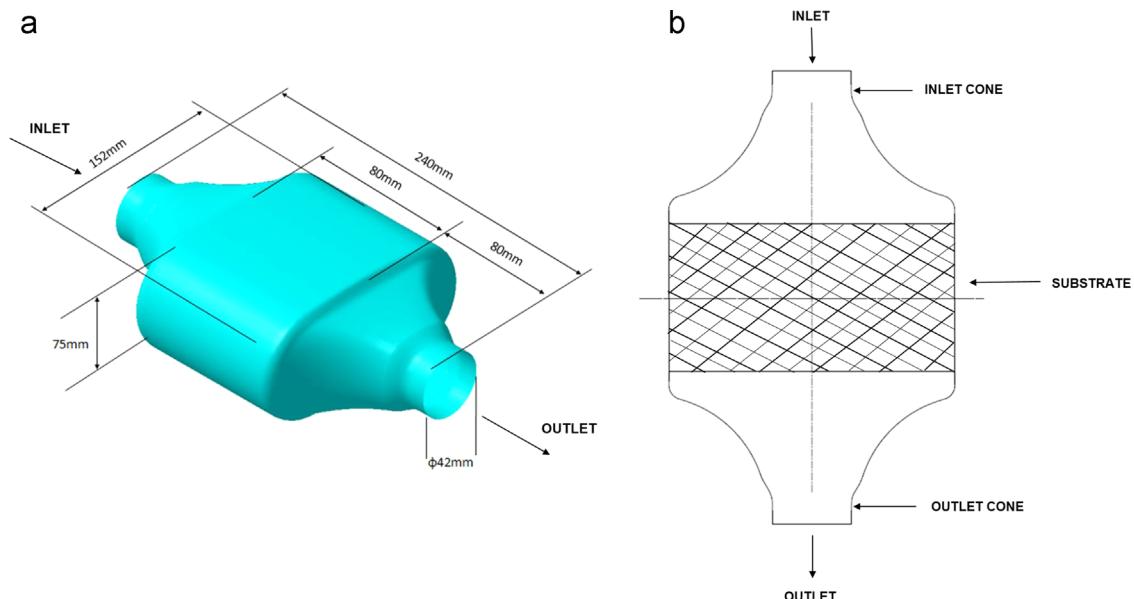 a
INLET
152mm
240mm
80mm
80mm
75mm
OUTLET
ϕ42mm
b
INLET
INLET CONE
SUBSTRATE
OUTLET CONE
OUTLET